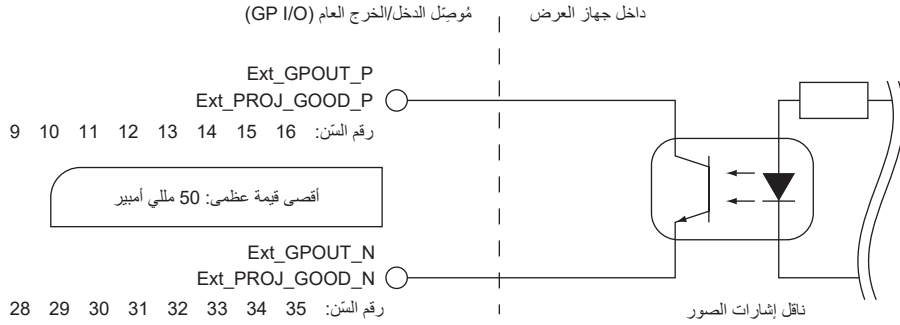 مُوصِّل الدخل/الخرج العام (GP I/O)
داخل جهاز العرض
Ext_GPOUT_P
Ext_PROJ_GOOD_P
رقم السّن: 16 15 14 13 12 11 10 9
أقصى قيمة عظمى: 50 مللي أمبير
Ext_GPOUT_N
Ext_PROJ_GOOD_N
رقم السّن: 35 34 33 32 31 30 29 28
ناقل إشارات الصور